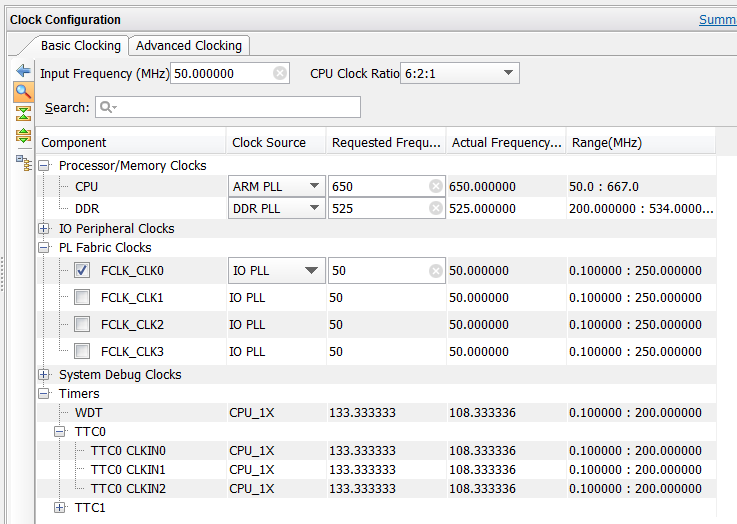 Clock Configuration Summ
Basic Clocking Advanced Clocking
Input Frequency (MHz) 50.000000 CPU Clock Ratio 6:2:1
Search:
Component Clock Source Requested Frequ... Actual Frequency... Range(MHz)
Processor/Memory Clocks
CPU ARM PLL 650 650.000000 50.0 : 667.0
DDR DDR PLL 525 525.000000 200.000000 : 534.0000...
IO Peripheral Clocks
PL Fabric Clocks
FCLK_CLK0 IO PLL 50 50.000000 0.100000 : 250.000000
FCLK_CLK1 IO PLL 50 50.000000 0.100000 : 250.000000
FCLK_CLK2 IO PLL 50 50.000000 0.100000 : 250.000000
FCLK_CLK3 IO PLL 50 50.000000 0.100000 : 250.000000
System Debug Clocks
Timers
WDT CPU_1X 133.333333 108.333336 0.100000 : 200.000000
TTC0
TTC0 CLKIN0 CPU_1X 133.333333 108.333336 0.100000 : 200.000000
TTC0 CLKIN1 CPU_1X 133.333333 108.333336 0.100000 : 200.000000
TTC0 CLKIN2 CPU_1X 133.333333 108.333336 0.100000 : 200.000000
TTC1